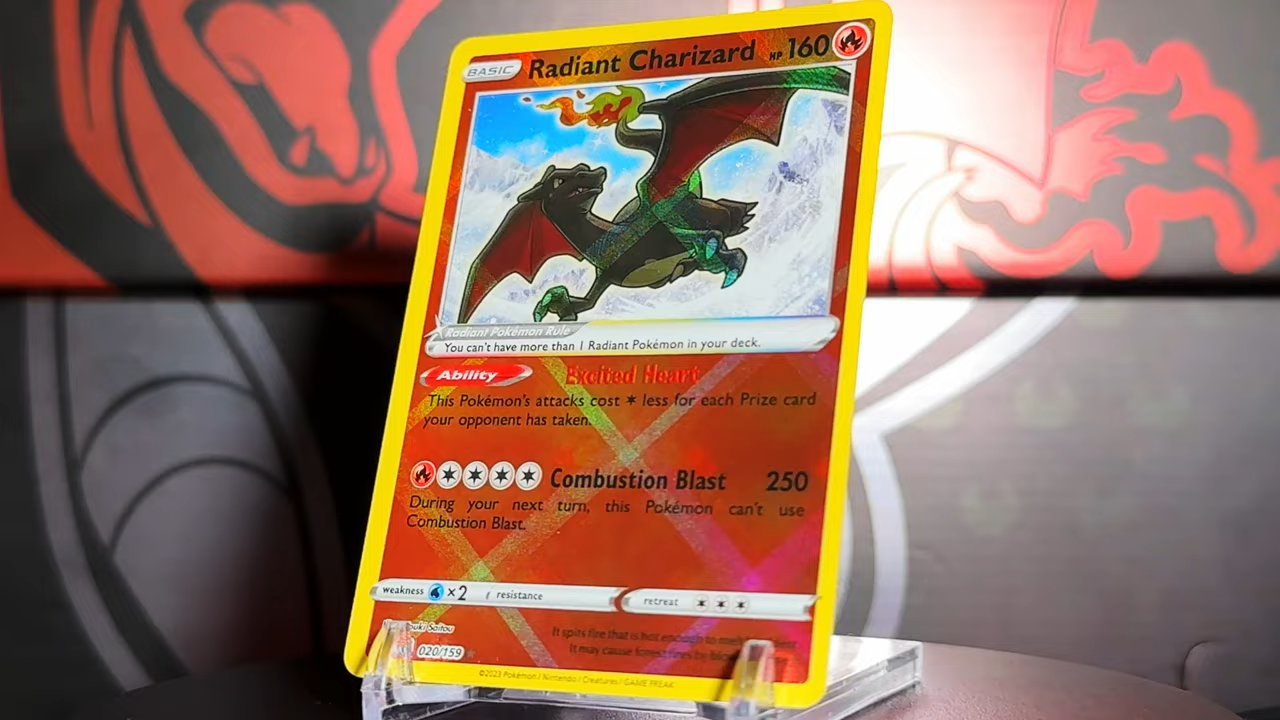 BASIC Radiant Charizard HP 160
Radiant Pokémon Rule
You can't have more than 1 Radiant Pokémon in your deck.
Ability Excited Heart
This Pokémon's attacks cost less for each Prize card
your opponent has taken.
Combustion Blast 250
During your next turn, this Pokémon can't use
Combustion Blast.
weakness ×2 resistance retreat
Saitou
020/159
It spits fire that is hot enough to melt
It may cause forest fires by
©2023 Pokémon / Nintendo / Creatures / GAME FREAK